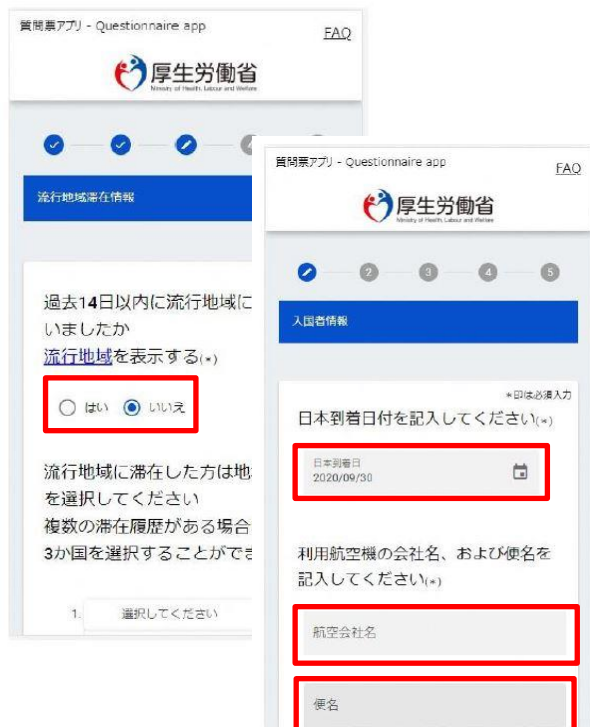 質問票アプリ - Questionnaire app
FAQ
厚生労働省
Ministry of Health, Labour and Welfare
流行地域滞在情報
過去14日以内に流行地域に
いましたか
流行地域を表示する(*)
はい いいえ
流行地域に滞在した方は地
を選択してください
複数の滞在履歴がある場合
3か国を選択することができ
1. 選択してください
質問票アプリ - Questionnaire app
FAQ
厚生労働省
Ministry of Health, Labour and Welfare
2 3 4 5
入国者情報
*印は必須入力
日本到着日付を記入してください(*)
日本到着日
2020/09/30
利用航空機の会社名、および便名を
記入してください(*)
航空会社名
便名